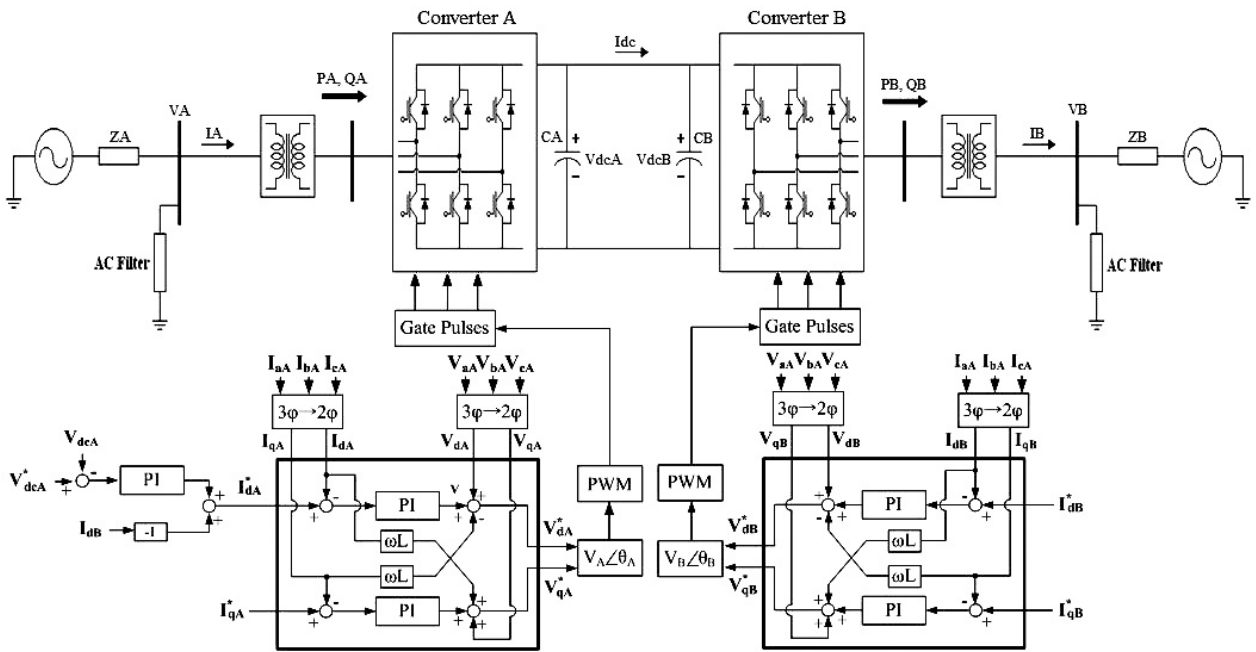 Converter A
Converter B
Idc
PA, QA
PB, QB
VA
VB
ZA
IA
IB
ZB
CA
+
VdcA
−
CB
+
VdcB
−
AC Filter
AC Filter
Gate Pulses
Gate Pulses
IaA IbA IcA
VaA VbA VcA
VaA VbA VcA
IaA IbA IcA
3φ→2φ
3φ→2φ
3φ→2φ
3φ→2φ
IqA IdA
VdA VqA
VqB VdB
IdB IqB
VdcA
V*dcA
+
-
PI
+
+
I*dA
IdB
-1
+
-
PI
v
+
+
-
ωL
ωL
I*qA
+
-
PI
+
+
+
V*dA
V*qA
PWM
VA∠θA
PWM
VB∠θB
V*dB
V*qB
+
+
-
PI
-
+
I*dB
ωL
ωL
+
+
+
PI
-
+
I*qB